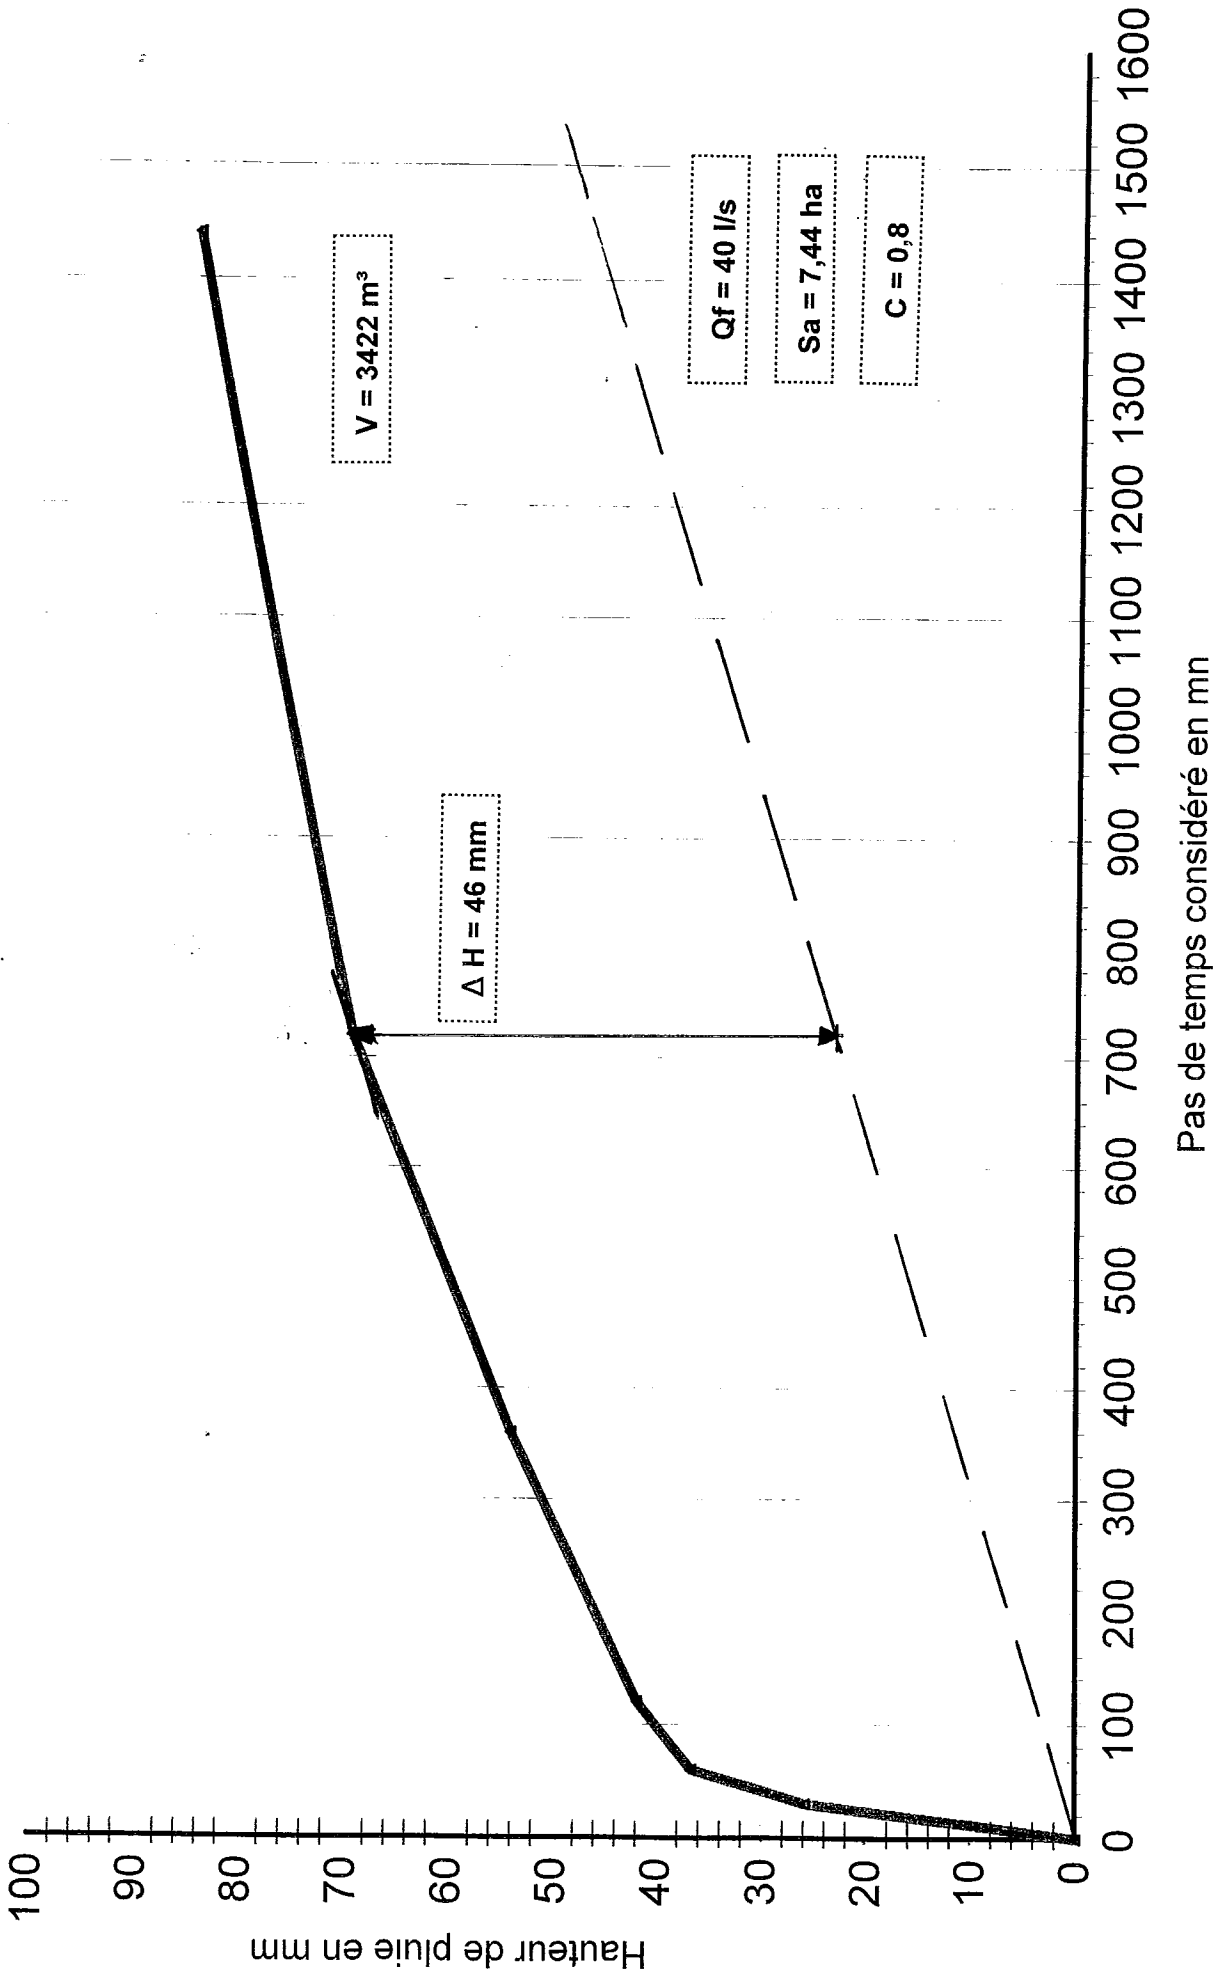 Hauteur de pluie en mm
100
90
80
70
60
50
40
30
20
10
0
V = 3422 m³
Δ H = 46 mm
Qf = 40 l/s
Sa = 7,44 ha
C = 0,8
0 100 200 300 400 500 600 700 800 900 1000 1100 1200 1300 1400 1500 1600
Pas de temps considéré en mn